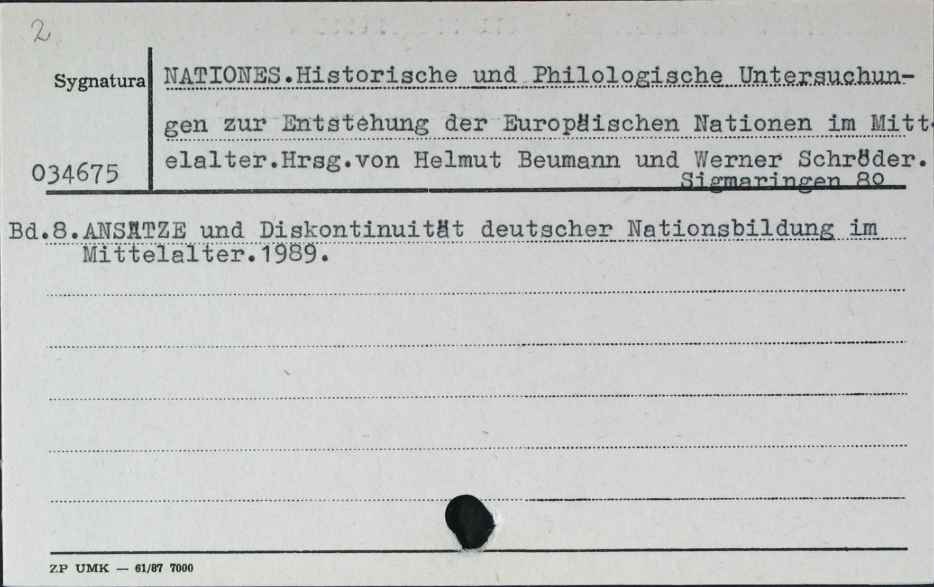 2
Sygnatura
NATIONES.Historische und Philologische Untersuchun-
gen zur Entstehung der Europäischen Nationen im Mitt-
034675
elalter.Hrsg.von Helmut Beumann und Werner Schröder.
Sigmaringen 80
Bd.8.ANSÄTZE und Diskontinuität deutscher Nationsbildung im
Mittelalter.1989.
ZP UMK — 61/87 7000